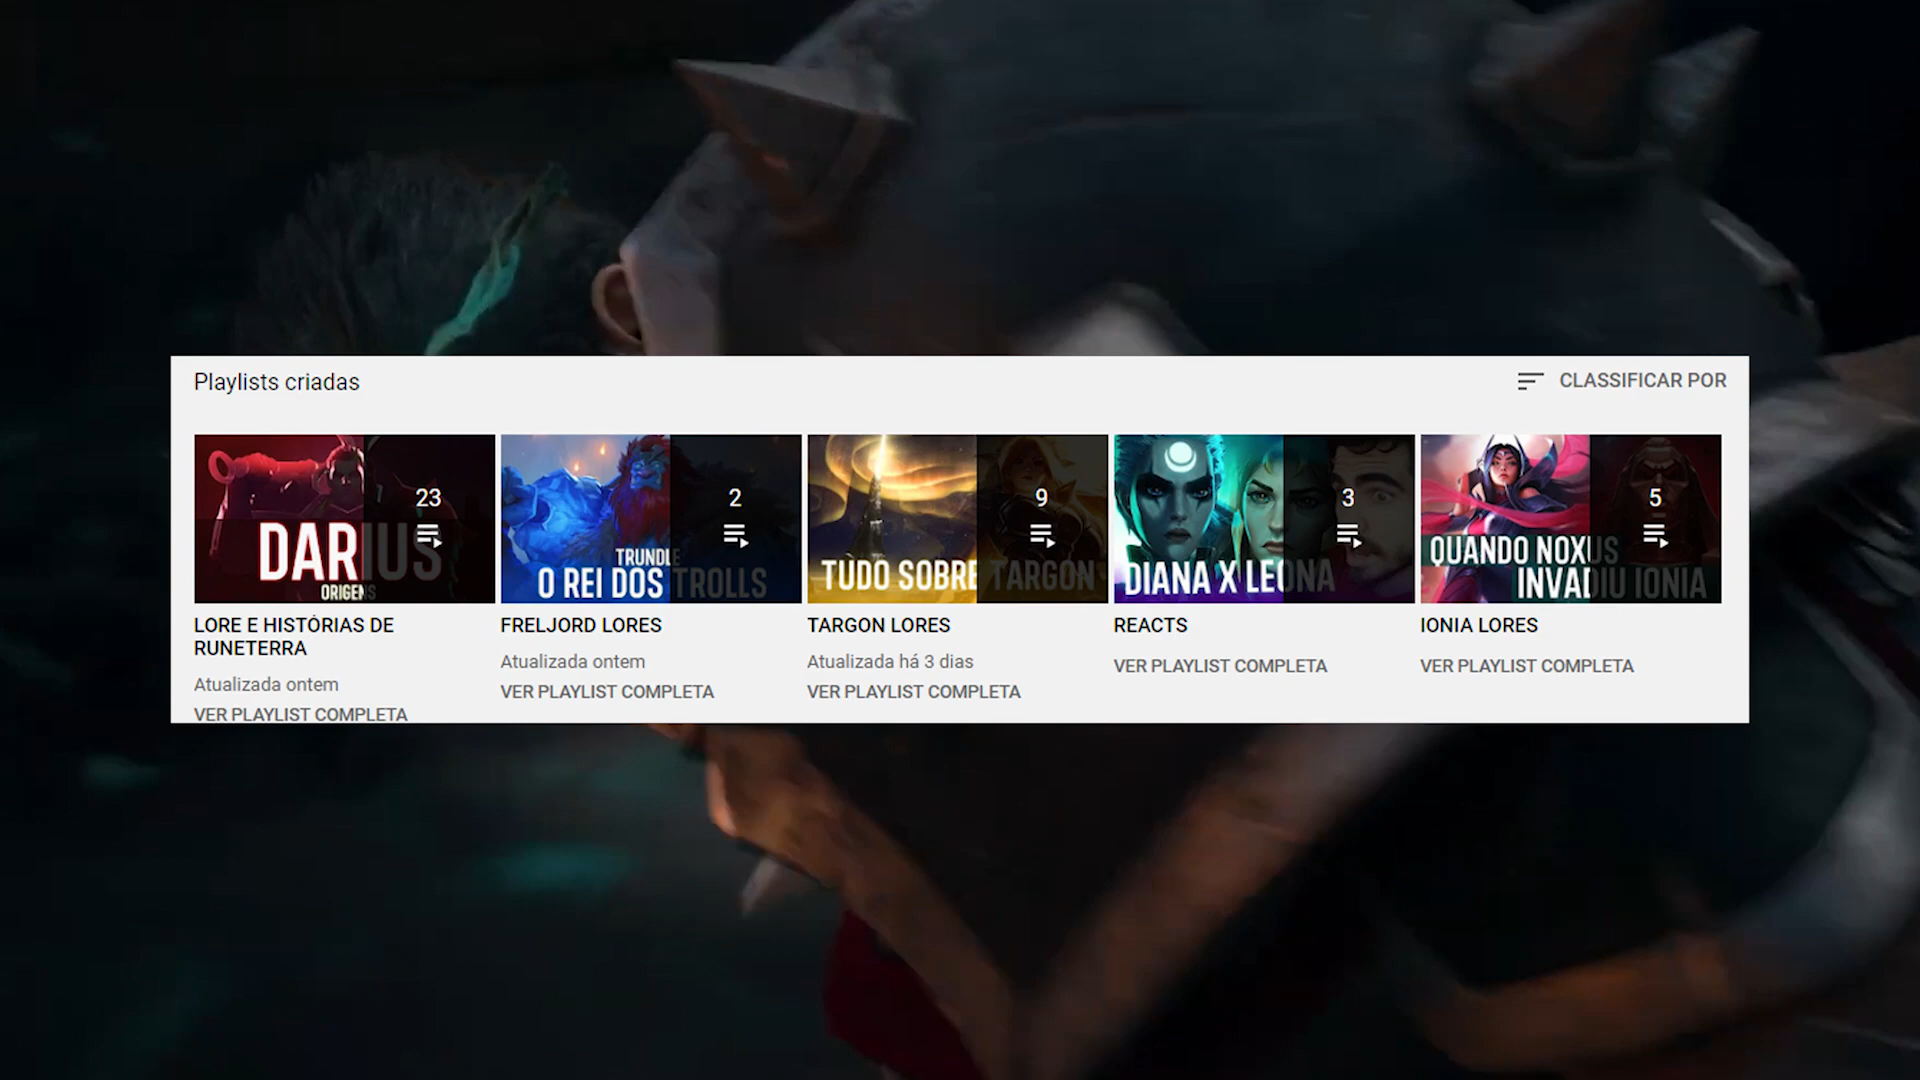 Playlists criadas
CLASSIFICAR POR
23
DARIUS
ORIGENS
LORE E HISTÓRIAS DE
RUNETERRA
Atualizada ontem
VER PLAYLIST COMPLETA
2
TRUNDLE
O REI DOS TROLLS
FRELJORD LORES
Atualizada ontem
VER PLAYLIST COMPLETA
9
TUDO SOBRE TARGON
TARGON LORES
Atualizada há 3 dias
VER PLAYLIST COMPLETA
3
DIANA X LEONA
REACTS
VER PLAYLIST COMPLETA
5
QUANDO NOXUS
INVADIU IONIA
IONIA LORES
VER PLAYLIST COMPLETA